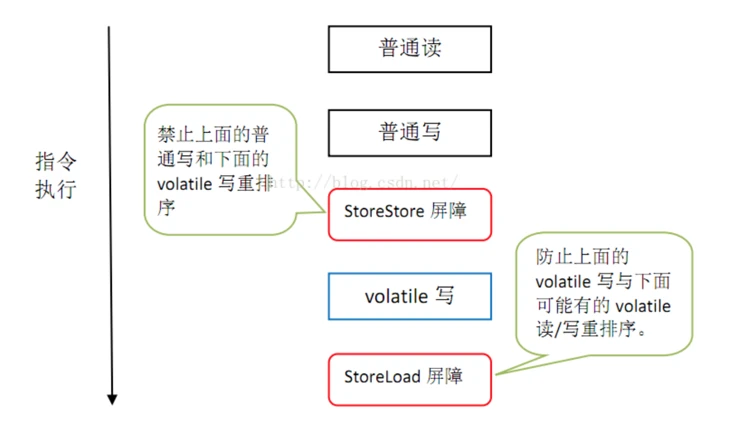 普通读
普通写
禁止上面的普
通写和下面的
volatile 写重排
序
指令
执行
http://blog.csdn.net/
StoreStore 屏障
volatile 写
防止上面的
volatile 写与下面
可能有的 volatile
读/写重排序。
StoreLoad 屏障